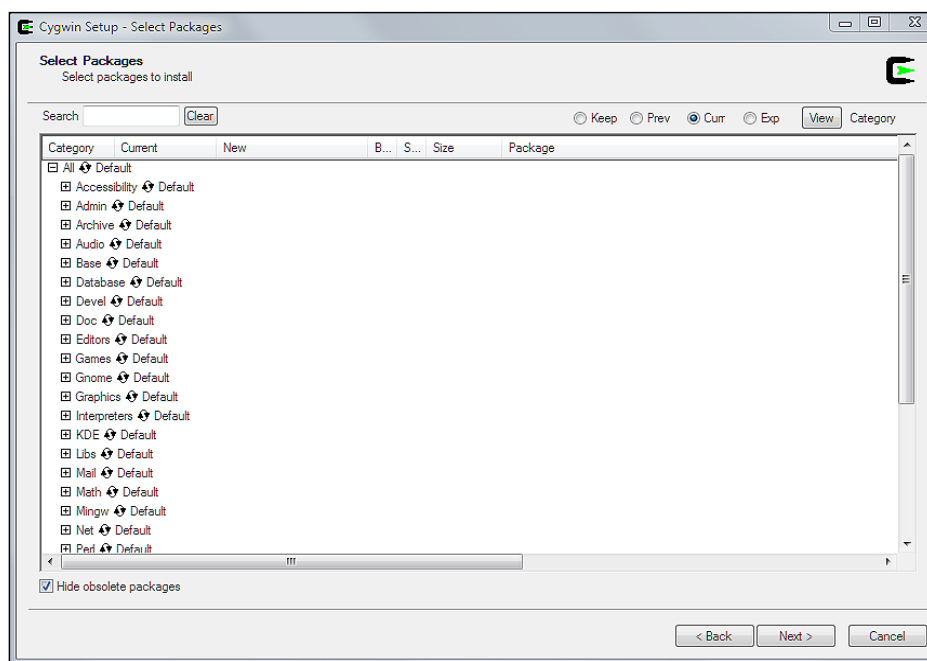 Cygwin Setup - Select Packages
Select Packages
Select packages to install
Search Clear Keep Prev Curr Exp View Category
Category Current New B... S... Size Package
All Default
Accessibility Default
Admin Default
Archive Default
Audio Default
Base Default
Database Default
Devel Default
Doc Default
Editors Default
Games Default
Gnome Default
Graphics Default
Interpreters Default
KDE Default
Libs Default
Mail Default
Math Default
Mingw Default
Net Default
Perl Default
Hide obsolete packages
< Back Next > Cancel